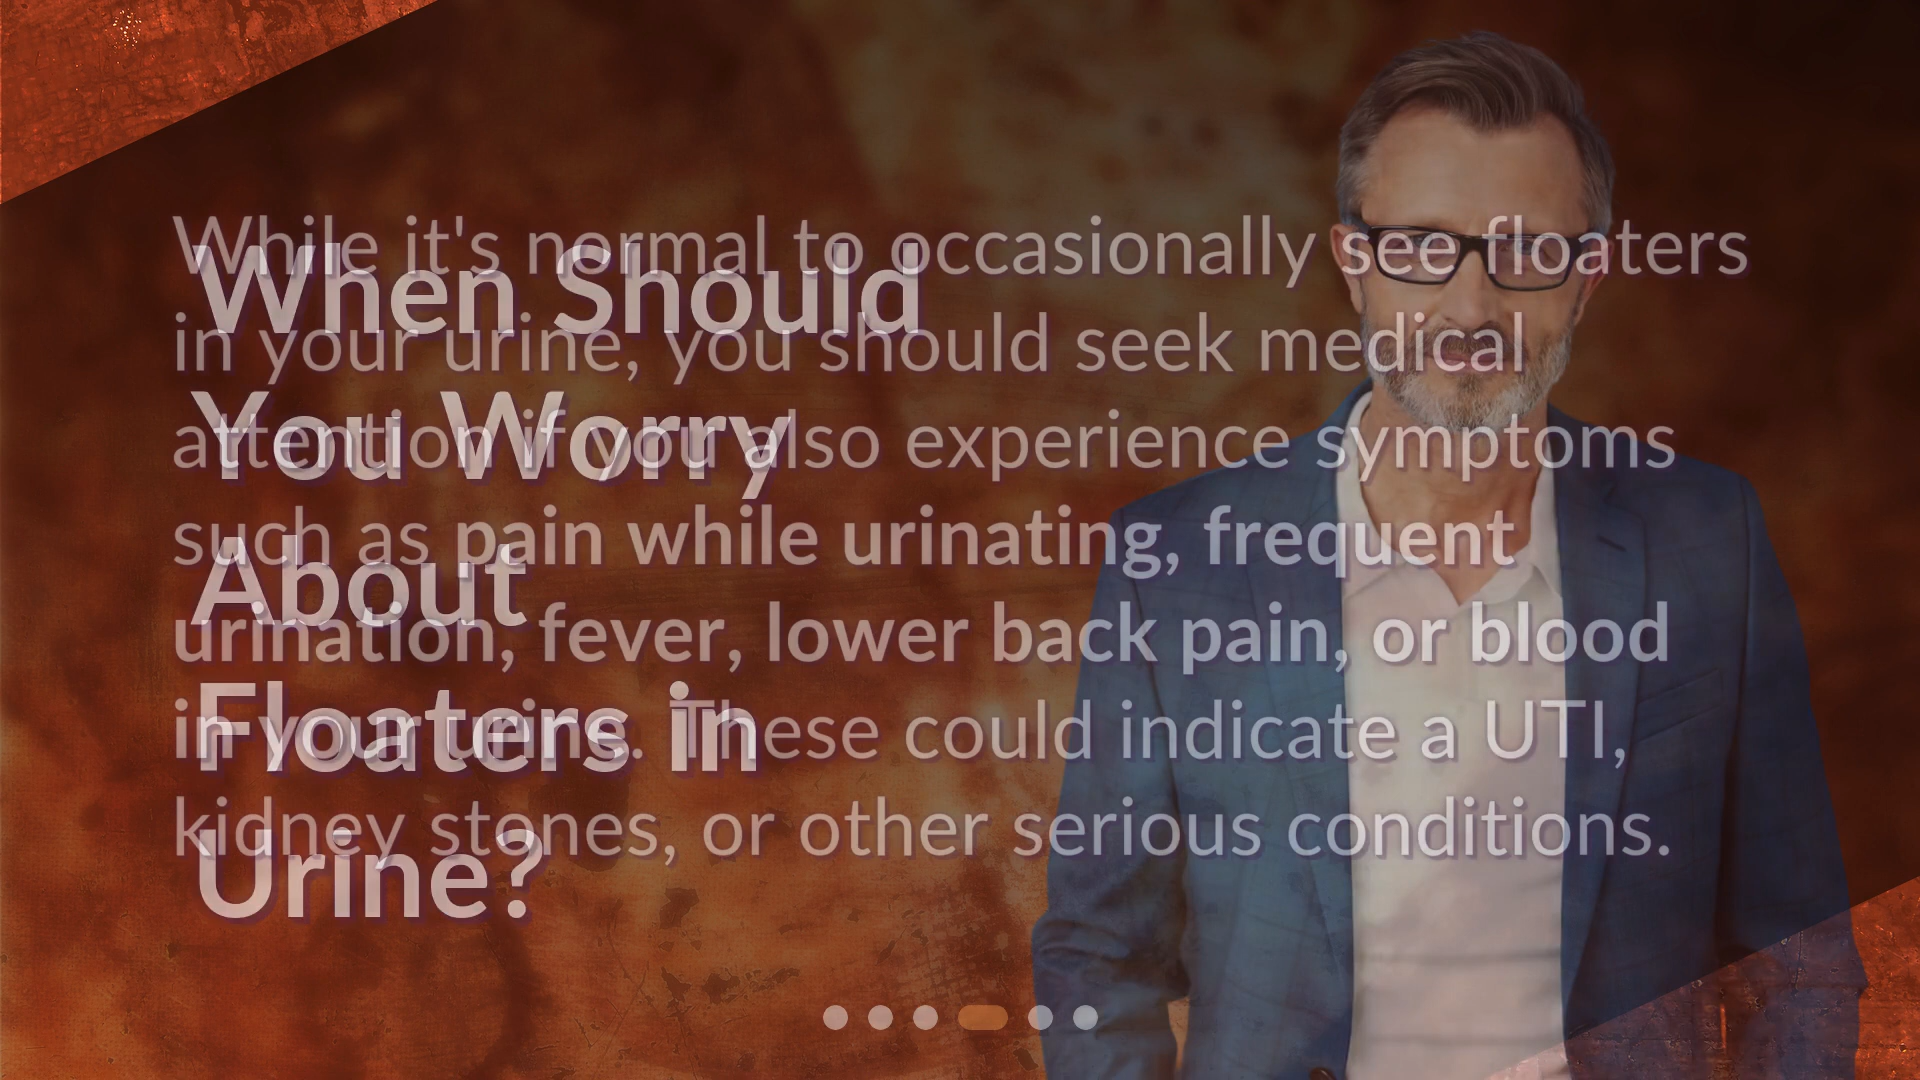 When Should
You Worry
About
Floaters in
Urine?
While it's normal to occasionally see floaters
in your urine, you should seek medical
attention if you also experience symptoms
such as pain while urinating, frequent
urination, fever, lower back pain, or blood
in your urine. These could indicate a UTI,
kidney stones, or other serious conditions.